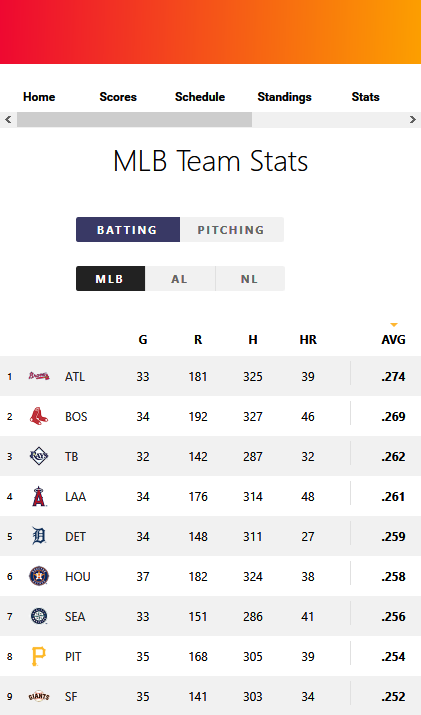 Home Scores Schedule Standings Stats
MLB Team Stats
BATTING PITCHING
MLB AL NL
G R H HR AVG
1 Braves ATL 33 181 325 39 .274
2 BOS 34 192 327 46 .269
3 RAYS TB 32 142 287 32 .262
4 A LAA 34 176 314 48 .261
5 D DET 34 148 311 27 .259
6 HOU 37 182 324 38 .258
7 SEA 33 151 286 41 .256
8 P PIT 35 168 305 39 .254
9 GIANTS SF 35 141 303 34 .252